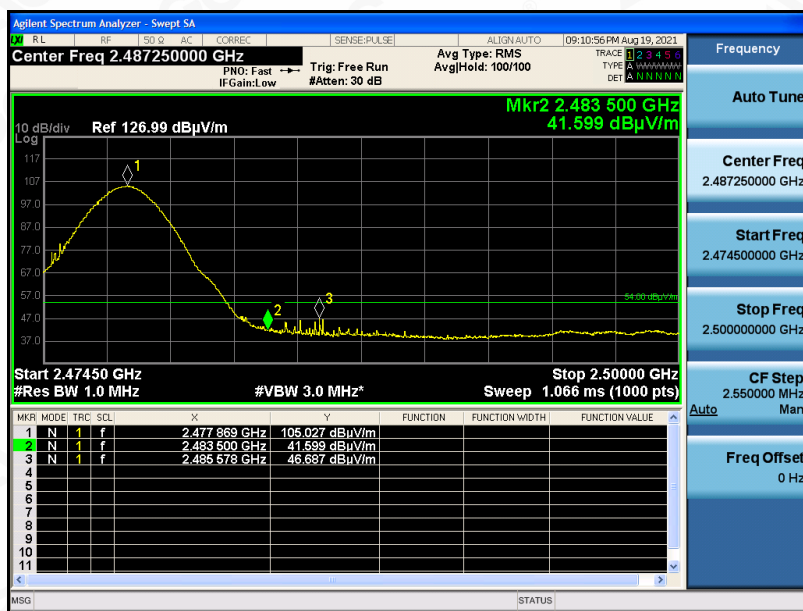 Agilent Spectrum Analyzer - Swept SA
LXI RL RF 50 Ω AC CORREC SENSE:PULSE ALIGN AUTO 09:10:56 PM Aug 19, 2021
Center Freq 2.487250000 GHz
PNO: Fast
IFGain:Low
Trig: Free Run
#Atten: 30 dB
Avg Type: RMS
Avg|Hold: 100/100
TRACE 1 2 3 4 5 6
TYPE A WWWWW
DET A N N N N N
Mkr2 2.483 500 GHz
41.599 dBµV/m
10 dB/div Ref 126.99 dBµV/m
Log
117
107
97.0
87.0
77.0
67.0
57.0
47.0
37.0
1
2
3
54.00 dBµV/m
Start 2.47450 GHz Stop 2.50000 GHz
#Res BW 1.0 MHz #VBW 3.0 MHz* Sweep 1.066 ms (1000 pts)
MKR MODE TRC SCL X Y FUNCTION FUNCTION WIDTH FUNCTION VALUE
1 N 1 f 2.477 869 GHz 105.027 dBµV/m
2 N 1 f 2.483 500 GHz 41.599 dBµV/m
3 N 1 f 2.485 578 GHz 46.687 dBµV/m
4
5
6
7
8
9
10
11
MSG STATUS
Frequency
Auto Tune
Center Freq
2.487250000 GHz
Start Freq
2.474500000 GHz
Stop Freq
2.500000000 GHz
CF Step
2.550000 MHz
Auto Man
Freq Offset
0 Hz